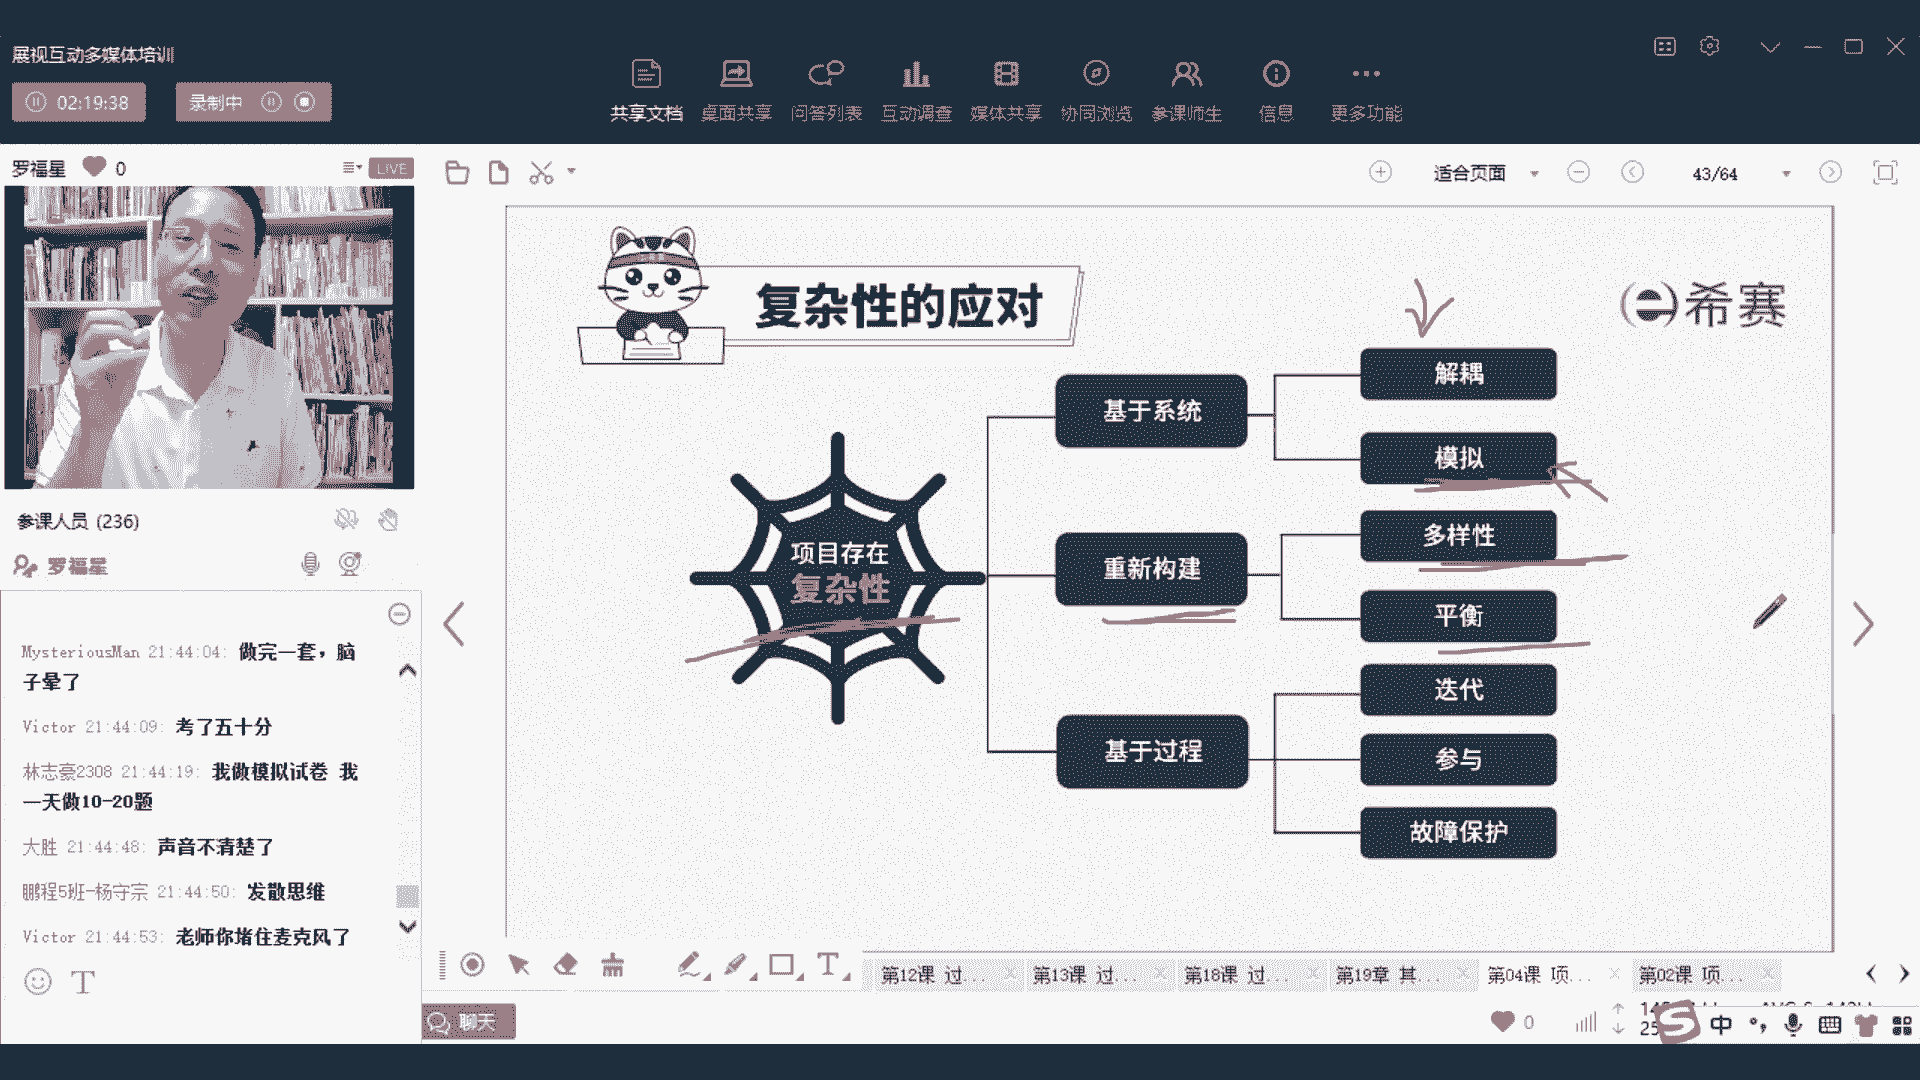 展视互动多媒体培训
02:19:38
录制中
共享文档
桌面共享
问答列表
互动调查
媒体共享
协同浏览
参课师生
信息
更多功能
罗福星
0
LIVE
适合页面
43/64
参课人员 (236)
罗福星
MysteriousMan 21:44:04: 做完一套，脑
子晕了
Victor 21:44:09: 考了五十分
林志豪2308 21:44:19: 我做模拟试卷 我
一天做10-20题
大胜 21:44:48: 声音不清楚了
鹏程5班-杨守宗 21:44:50: 发散思维
Victor 21:44:53: 老师你堵住麦克风了
复杂性的应对
希赛
项目存在
复杂性
基于系统
解耦
模拟
重新构建
多样性
平衡
基于过程
迭代
参与
故障保护
第12课 过...
第13课 过...
第18课 过...
第19章 其...
第04课 项...
第02课 项...
聊天
0
中